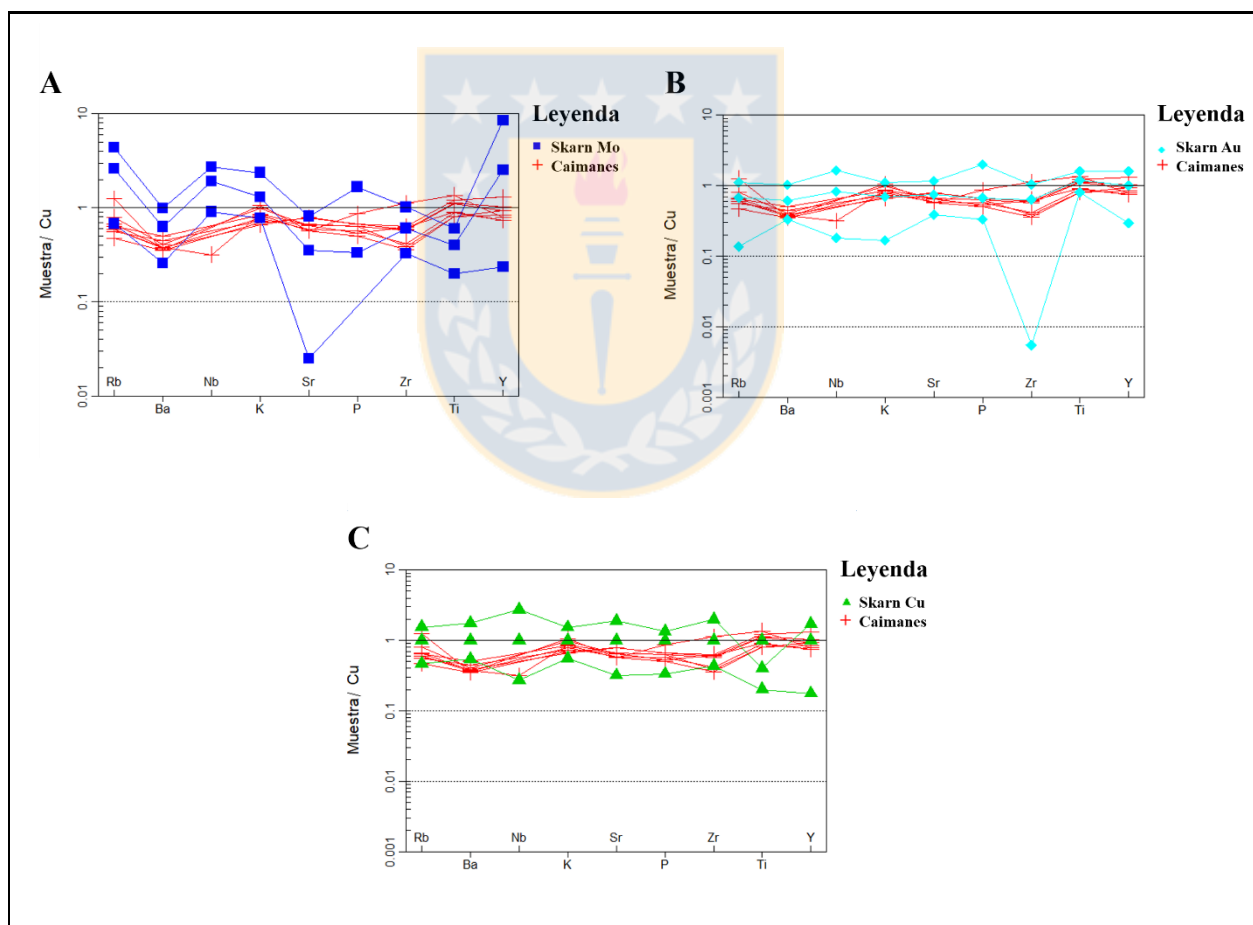 A
Leyenda
Skarn Mo
Caimanes
Muestra/ Cu
10
1
0.1
0.01
Rb Nb Sr Zr Y
Ba K P Ti
B
Leyenda
Skarn Au
Caimanes
Muestra/ Cu
10
1
0.1
0.01
0.001
Rb Nb Sr Zr Y
Ba K P Ti
C
Leyenda
Skarn Cu
Caimanes
Muestra/ Cu
10
1
0.1
0.01
0.001
Rb Nb Sr Zr Y
Ba K P Ti